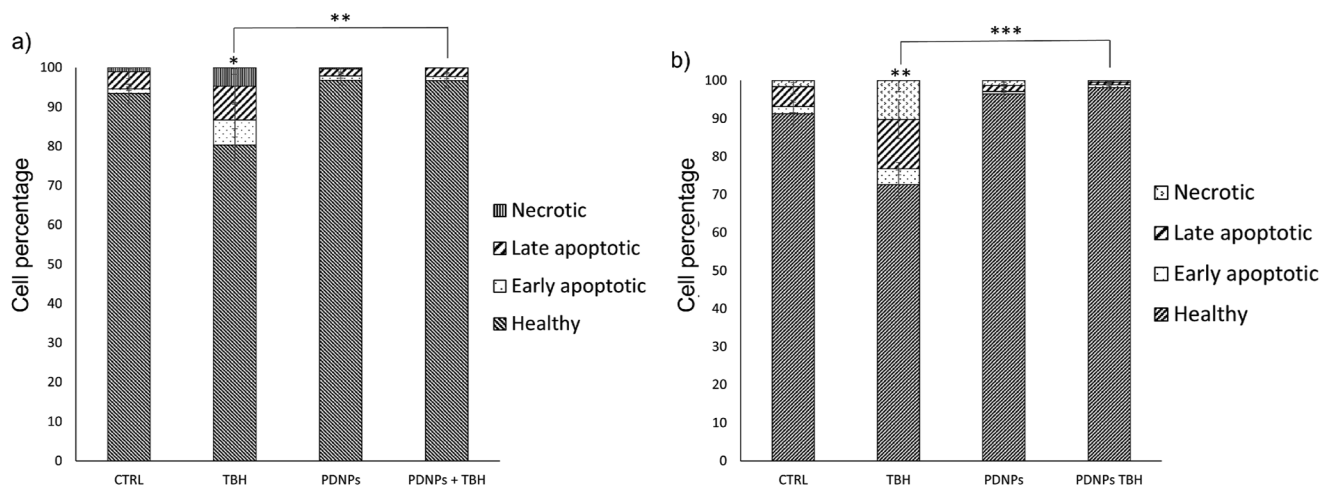 a)
**
*
100
90
80
70
60
50
40
30
20
10
0
Cell percentage
CTRL
TBH
PDNPs
PDNPs + TBH
Necrotic
Late apoptotic
Early apoptotic
Healthy
b)
***
**
100
90
80
70
60
50
40
30
20
10
0
Cell percentage
CTRL
TBH
PDNPs
PDNPs TBH
Necrotic
Late apoptotic
Early apoptotic
Healthy